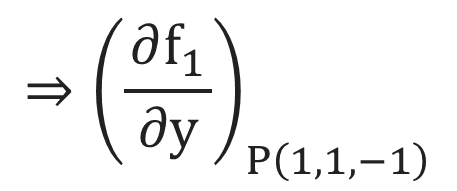 ⇒ (∂f₁/∂y)_P(1,1,−1)